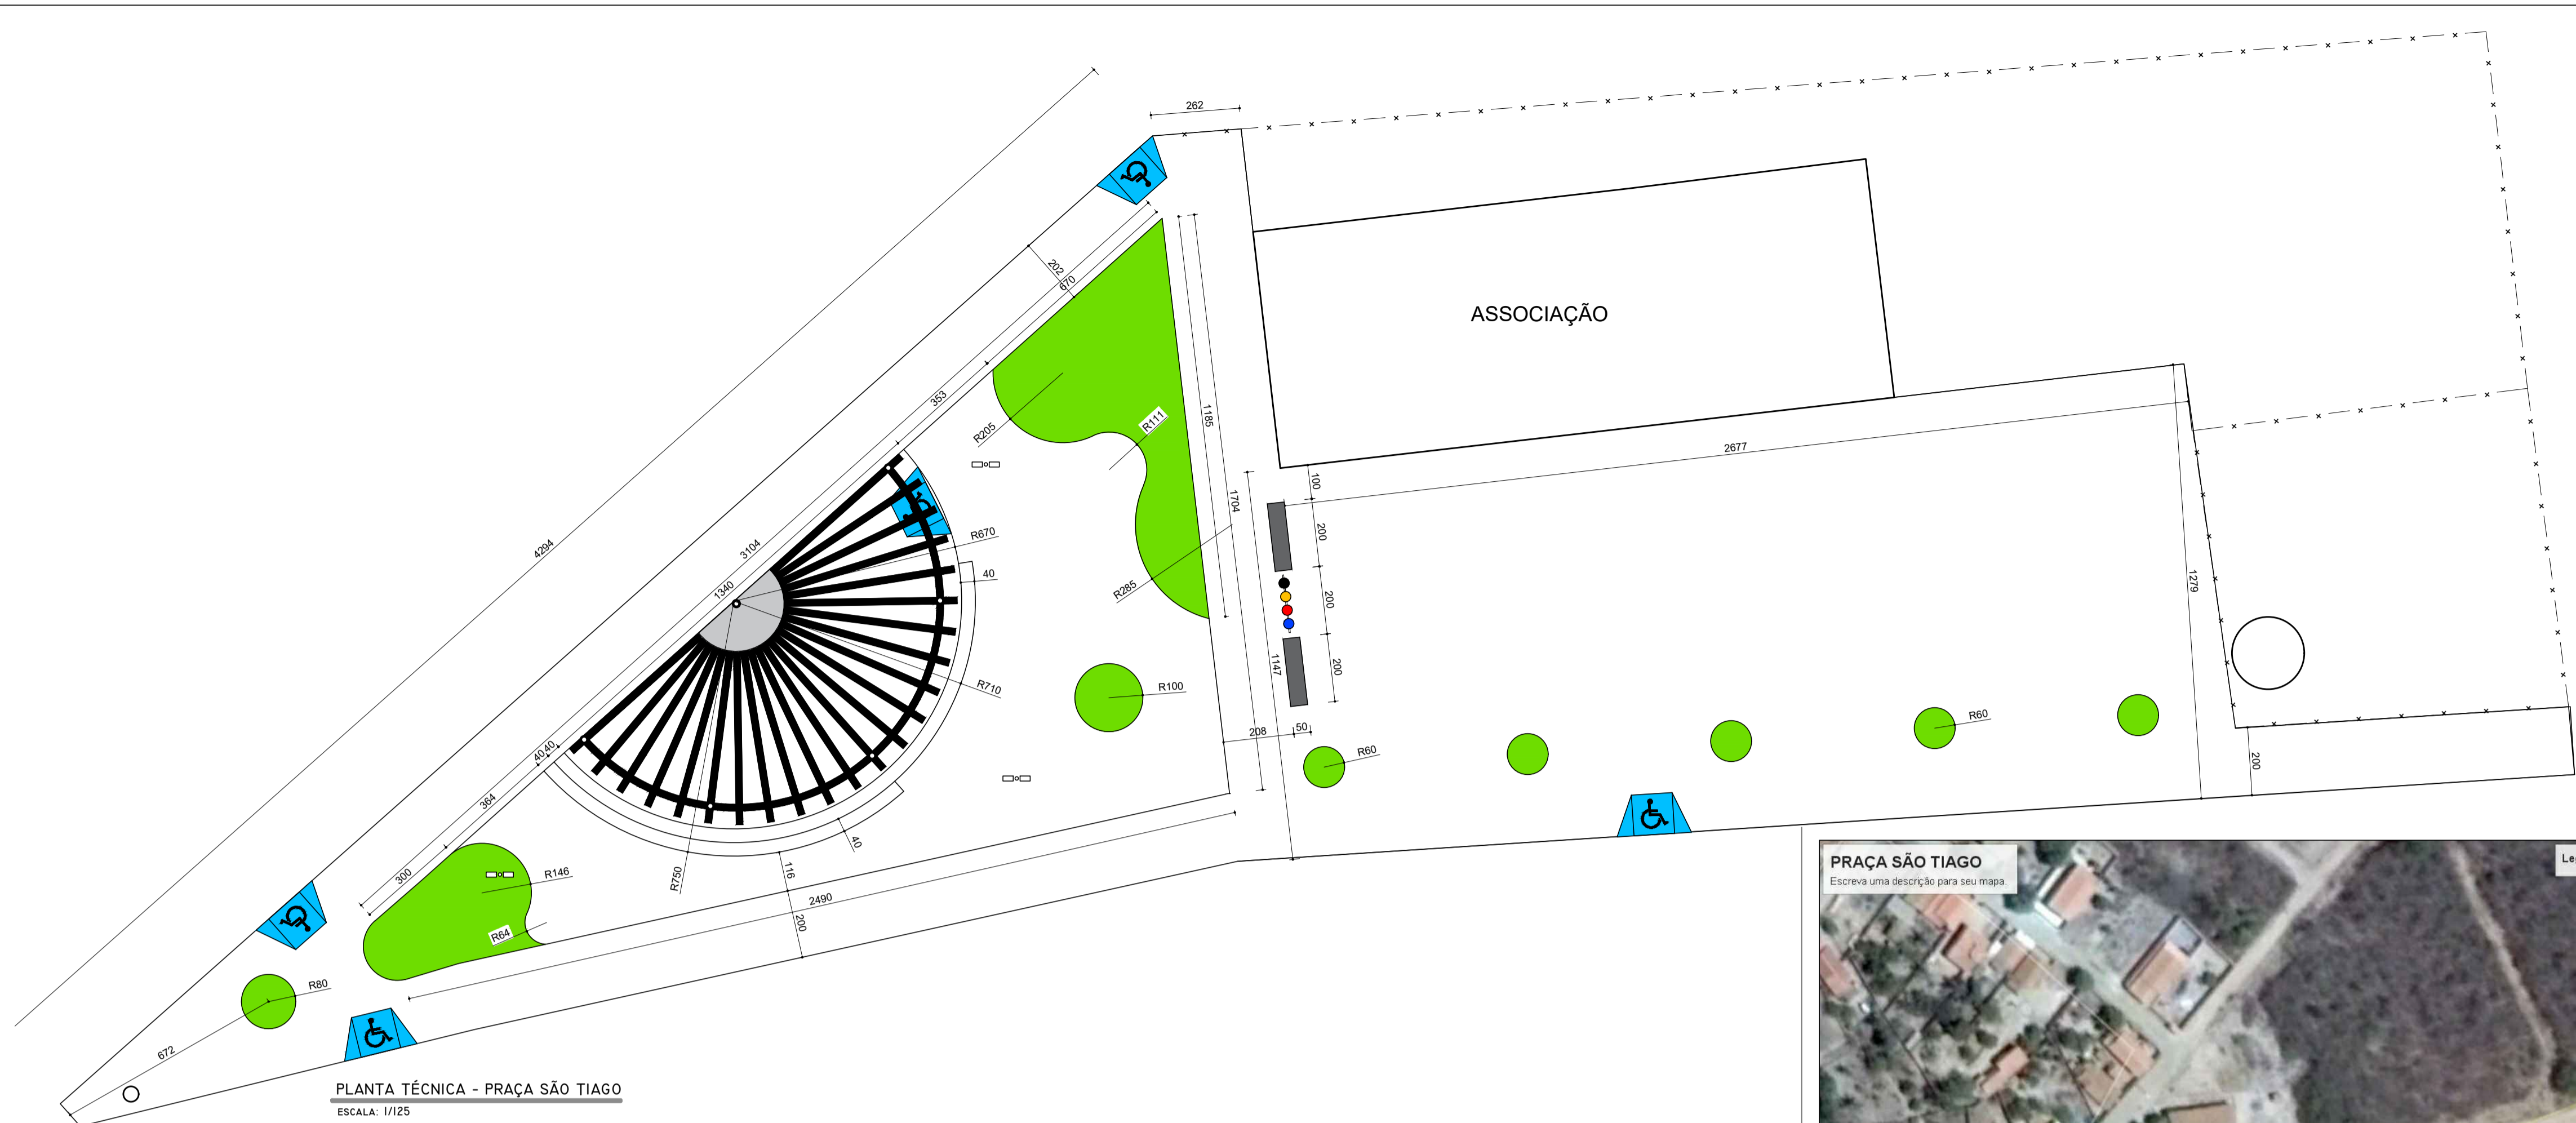 262
202
670
353
4294
3104
1340
R205
R111
1185
1704
R285
R670
40
R710
R100
40
R750
116
2490
200
40
40
364
300
R146
R64
R80
672
ASSOCIAÇÃO
2677
100
200
200
200
1147
208
50
R60
R60
1279
200
PLANTA TÉCNICA - PRAÇA SÃO TIAGO
ESCALA: 1/125
PRAÇA SÃO TIAGO
Escreva uma descrição para seu mapa.